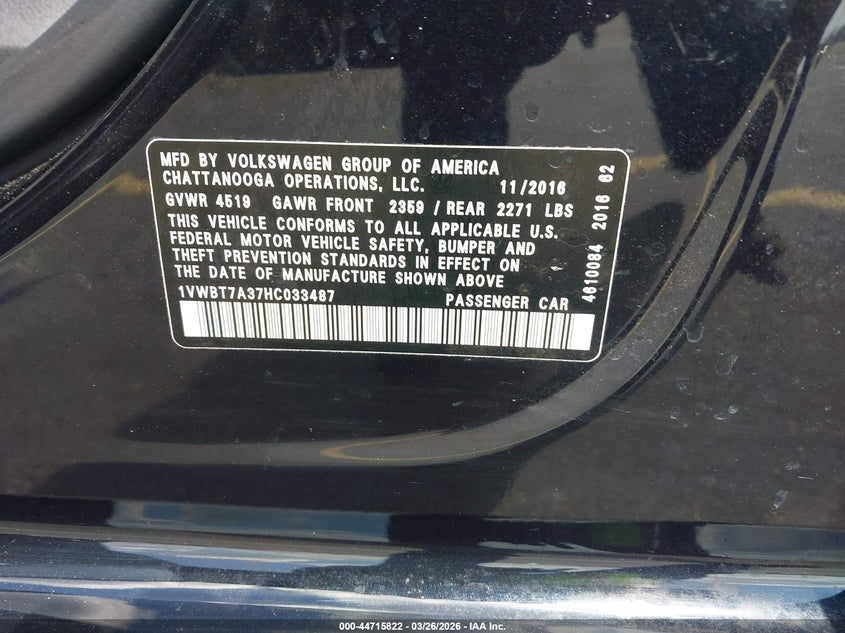 MFD BY VOLKSWAGEN GROUP OF AMERICA
CHATTANOOGA OPERATIONS, LLC. 11/2016
GVWR 4519 GAWR FRONT 2359 / REAR 2271 LBS
THIS VEHICLE CONFORMS TO ALL APPLICABLE U.S.
FEDERAL MOTOR VEHICLE SAFETY, BUMPER AND
THEFT PREVENTION STANDARDS IN EFFECT ON
THE DATE OF MANUFACTURE SHOWN ABOVE
1VWBT7A37HC033487 PASSENGER CAR
4610084 2016 62
000-44715822 - 03/26/2026 - IAA Inc.